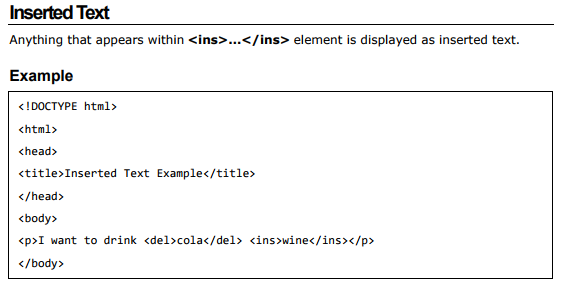 Inserted Text
Anything that appears within <ins>...</ins> element is displayed as inserted text.
Example
<!DOCTYPE html>
<html>
<head>
<title>Inserted Text Example</title>
</head>
<body>
<p>I want to drink <del>cola</del> <ins>wine</ins></p>
</body>